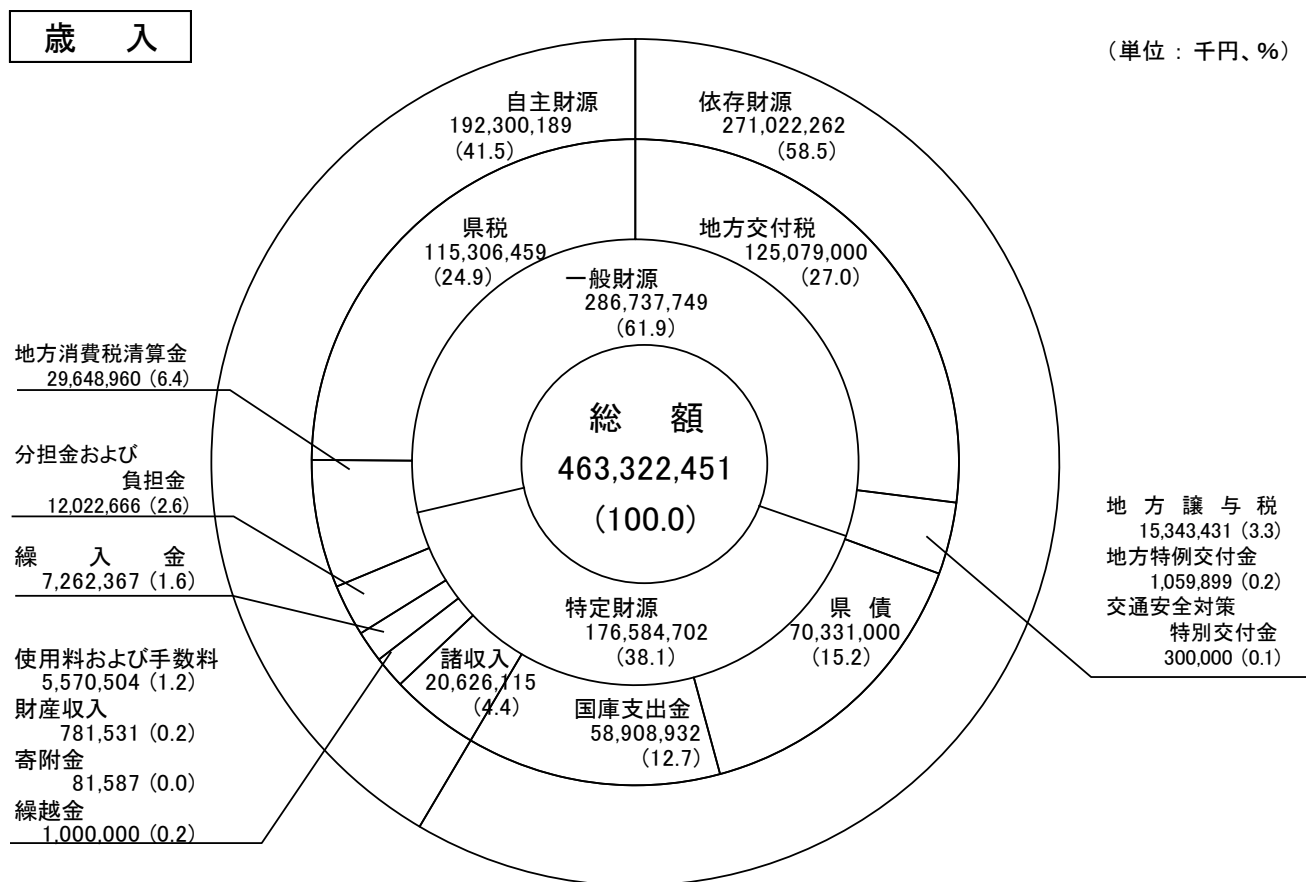 歳　入
（単位：千円、％）
自主財源
192,300,189
(41.5)
依存財源
271,022,262
(58.5)
県税
115,306,459
(24.9)
地方交付税
125,079,000
(27.0)
一般財源
286,737,749
(61.9)
総　額
463,322,451
(100.0)
地方消費税清算金
29,648,960 (6.4)
分担金および
負担金
12,022,666 (2.6)
繰　入　金
7,262,367 (1.6)
使用料および手数料
5,570,504 (1.2)
財産収入
781,531 (0.2)
寄附金
81,587 (0.0)
繰越金
1,000,000 (0.2)
諸収入
20,626,115
(4.4)
特定財源
176,584,702
(38.1)
国庫支出金
58,908,932
(12.7)
県債
70,331,000
(15.2)
地方譲与税
15,343,431 (3.3)
地方特例交付金
1,059,899 (0.2)
交通安全対策
特別交付金
300,000 (0.1)